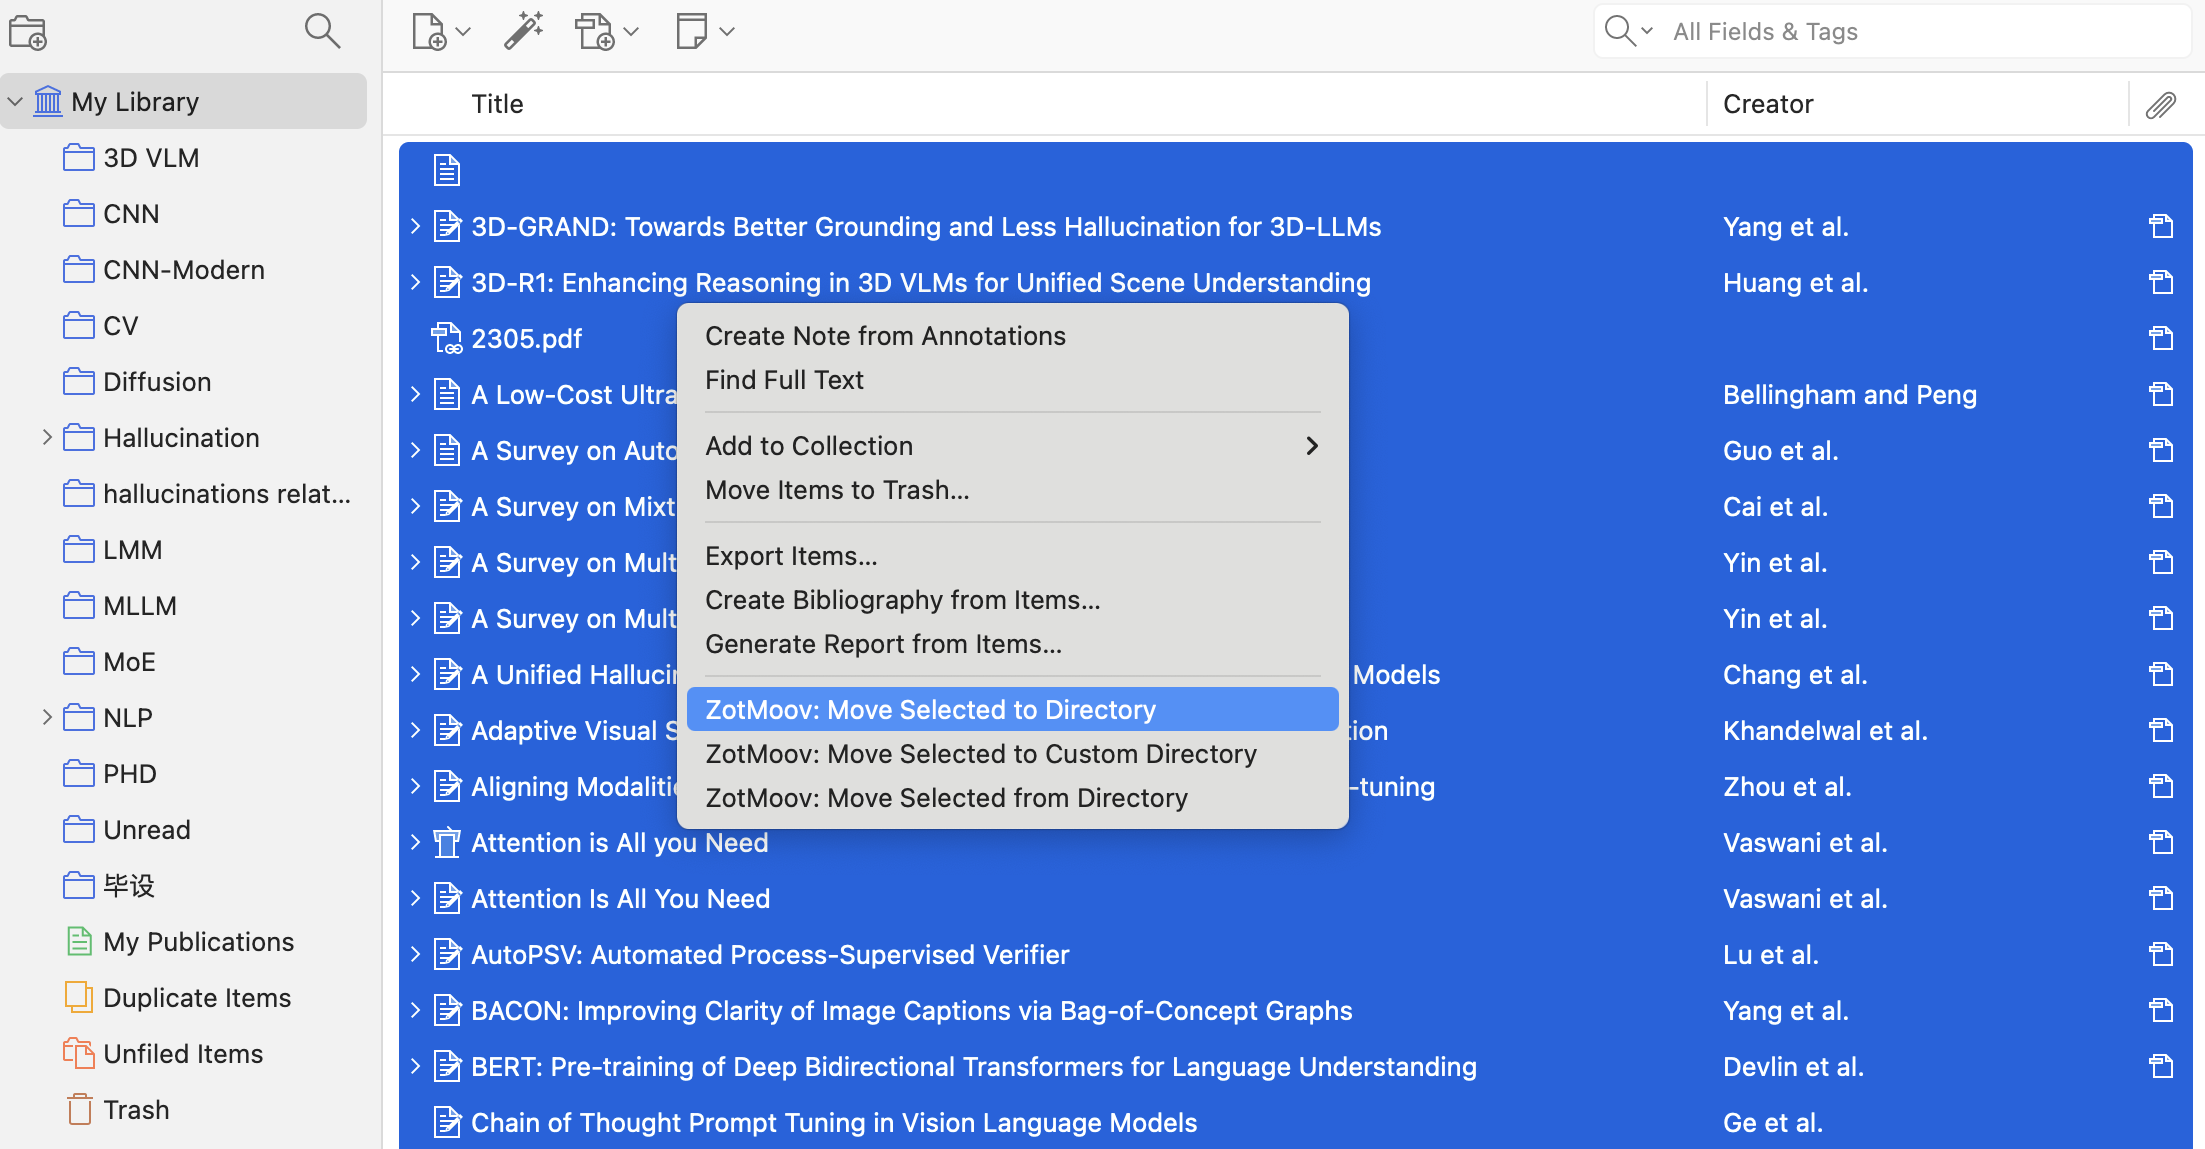 All Fields & Tags
My Library
3D VLM
CNN
CNN-Modern
CV
Diffusion
Hallucination
hallucinations relat...
LMM
MLLM
MoE
NLP
PHD
Unread
毕设
My Publications
Duplicate Items
Unfiled Items
Trash
Title Creator
3D-GRAND: Towards Better Grounding and Less Hallucination for 3D-LLMs Yang et al.
3D-R1: Enhancing Reasoning in 3D VLMs for Unified Scene Understanding Huang et al.
2305.pdf
A Low-Cost Ultra Bellingham and Peng
A Survey on Auto Guo et al.
A Survey on Mixt Cai et al.
A Survey on Mult Yin et al.
A Survey on Mult Yin et al.
A Unified Halluci Models Chang et al.
Adaptive Visual S tion Khandelwal et al.
Aligning Modaliti -tuning Zhou et al.
Attention is All you Need Vaswani et al.
Attention Is All You Need Vaswani et al.
AutoPSV: Automated Process-Supervised Verifier Lu et al.
BACON: Improving Clarity of Image Captions via Bag-of-Concept Graphs Yang et al.
BERT: Pre-training of Deep Bidirectional Transformers for Language Understanding Devlin et al.
Chain of Thought Prompt Tuning in Vision Language Models Ge et al.
Create Note from Annotations
Find Full Text
Add to Collection
Move Items to Trash...
Export Items...
Create Bibliography from Items...
Generate Report from Items...
ZotMoov: Move Selected to Directory
ZotMoov: Move Selected to Custom Directory
ZotMoov: Move Selected from Directory